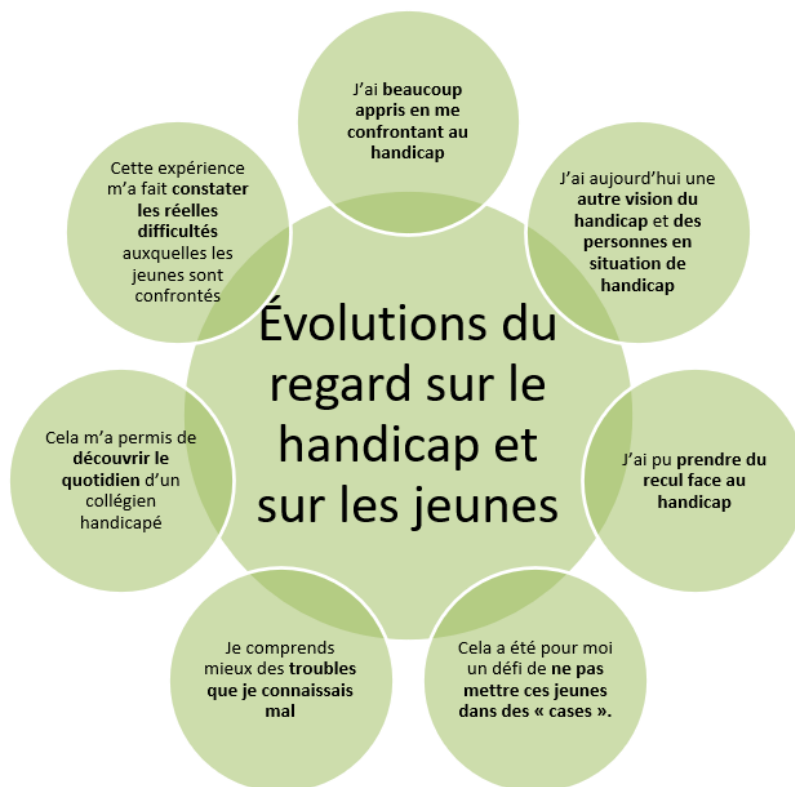 J’ai beaucoup
appris en me
confrontant au
handicap
J’ai aujourd’hui une
autre vision du
handicap et des
personnes en
situation de
handicap
J’ai pu prendre du
recul face au
handicap
Cela a été pour moi
un défi de ne pas
mettre ces jeunes
dans des « cases ».
Je comprends
mieux des troubles
que je connaissais
mal
Cela m’a permis de
découvrir le
quotidien d’un
collégien
handicapé
Cette expérience
m’a fait constater
les réelles
difficultés
auxquelles les
jeunes sont
confrontés
Évolutions du
regard sur le
handicap et
sur les jeunes